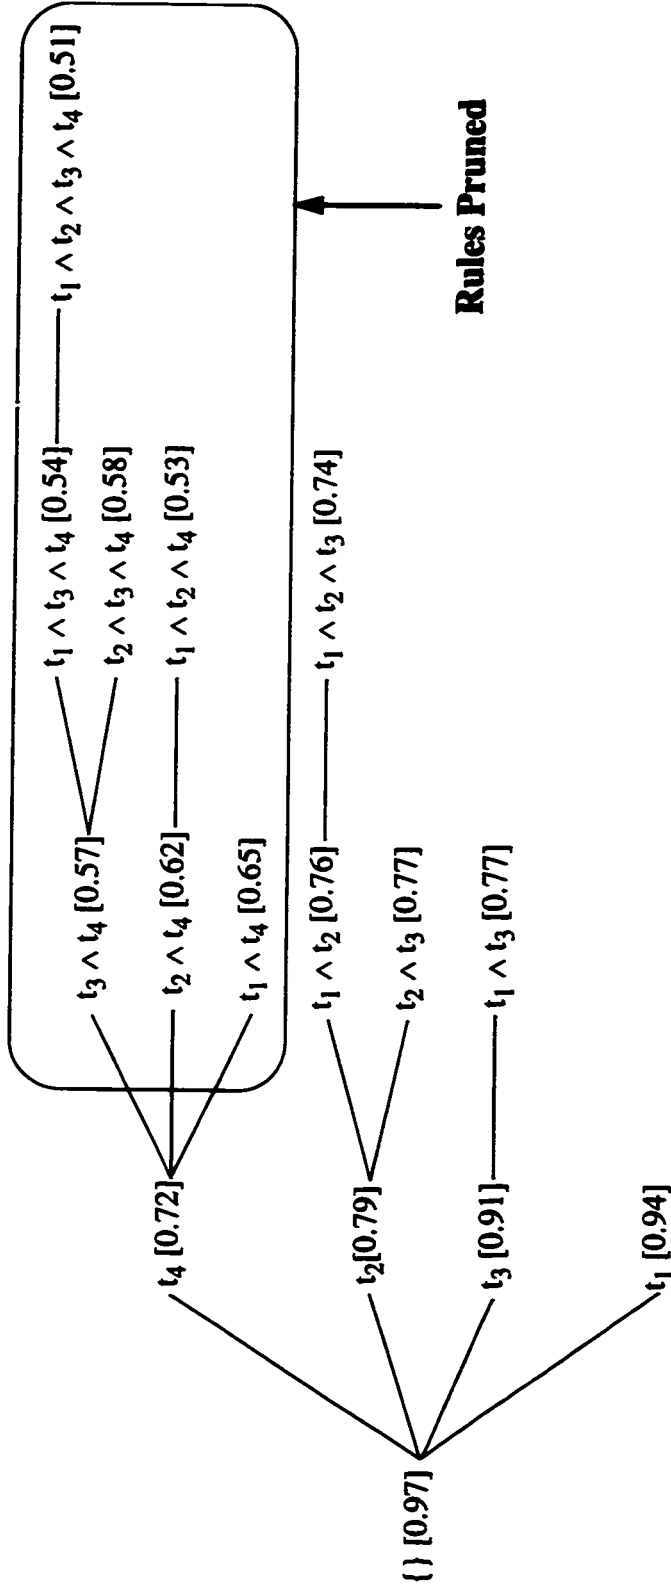 { } [0.97]
t₄ [0.72]
t₂[0.79]
t₃ [0.91]
t₁ [0.94]
t₃ ∧ t₄ [0.57]
t₂ ∧ t₄ [0.62]
t₁ ∧ t₄ [0.65]
t₁ ∧ t₂ [0.76]
t₂ ∧ t₃ [0.77]
t₁ ∧ t₃ [0.77]
t₁ ∧ t₃ ∧ t₄ [0.54]
t₂ ∧ t₃ ∧ t₄ [0.58]
t₁ ∧ t₂ ∧ t₄ [0.53]
t₁ ∧ t₂ ∧ t₃ [0.74]
t₁ ∧ t₂ ∧ t₃ ∧ t₄ [0.51]
Rules Pruned